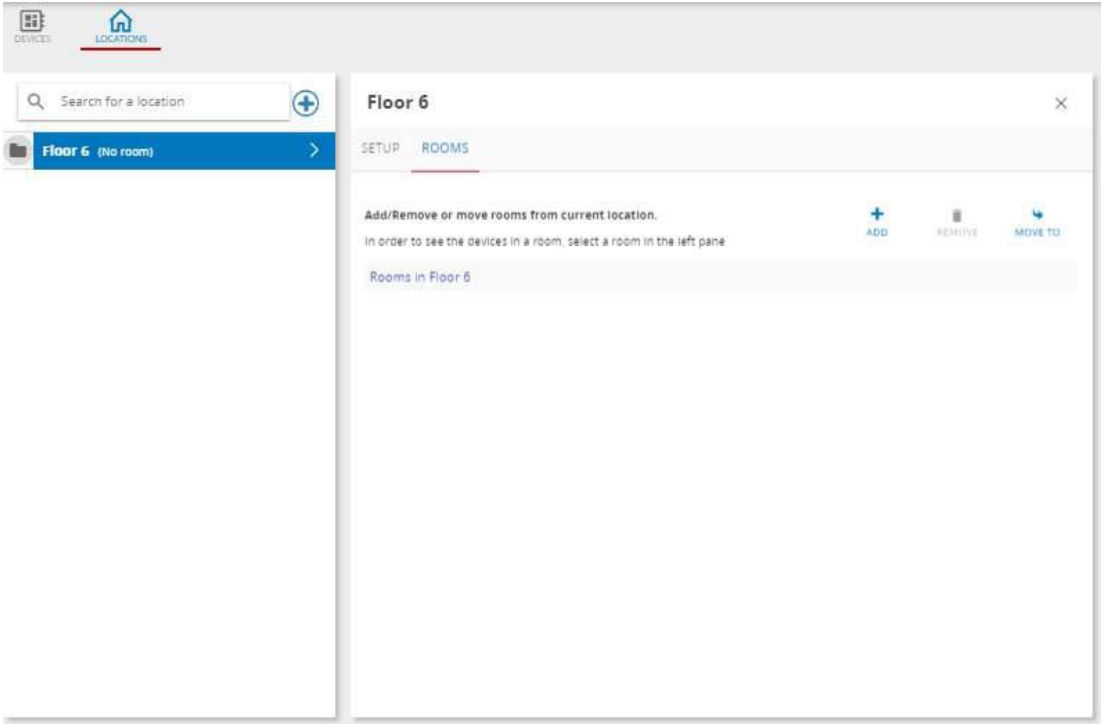 DEVICES
LOCATIONS
Search for a location
Floor 6 (No room)
Floor 6
SETUP ROOMS
Add/Remove or move rooms from current location.
In order to see the devices in a room, select a room in the left pane
ADD REMOVE MOVE TO
Rooms in Floor 6